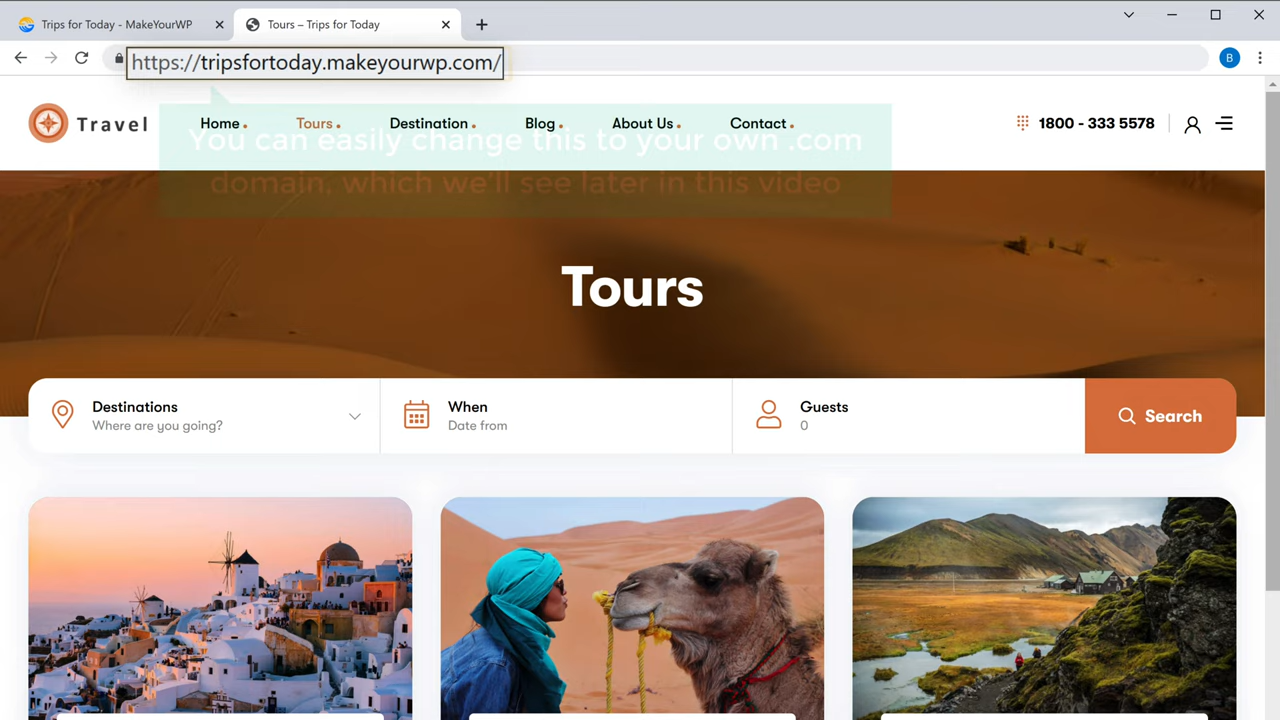 Trips for Today - MakeYourWP
Tours – Trips for Today
https://tripsfortoday.makeyourwp.com/
B
Travel
Home
Tours
Destination
Blog
About Us
Contact
1800 - 333 5578
You can easily change this to your own .com
domain, which we'll see later in this video
Tours
Destinations
Where are you going?
When
Date from
Guests
0
Search